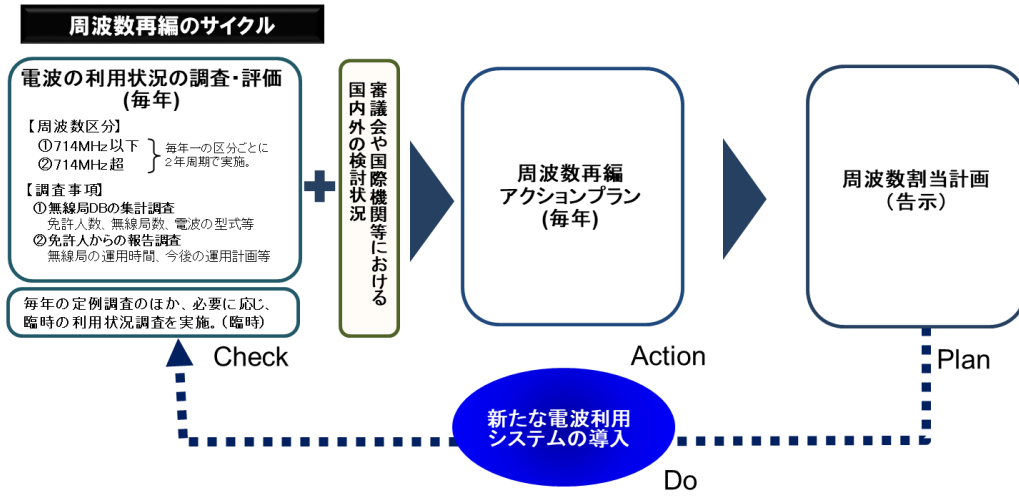 周波数再編のサイクル
電波の利用状況の調査・評価
(毎年)
【周波数区分】
①714MHz以下
②714MHz超
毎年一の区分ごとに
2年周期で実施。
【調査事項】
①無線局DBの集計調査
免許人数、無線局数、電波の型式等
②免許人からの報告調査
無線局の運用時間、今後の運用計画等
毎年の定例調査のほか、必要に応じ、
臨時の利用状況調査を実施。(臨時)
+
審議会や国際機関等における
国内外の検討状況
周波数再編
アクションプラン
(毎年)
周波数割当計画
(告示)
Check
Action
Plan
新たな電波利用
システムの導入
Do